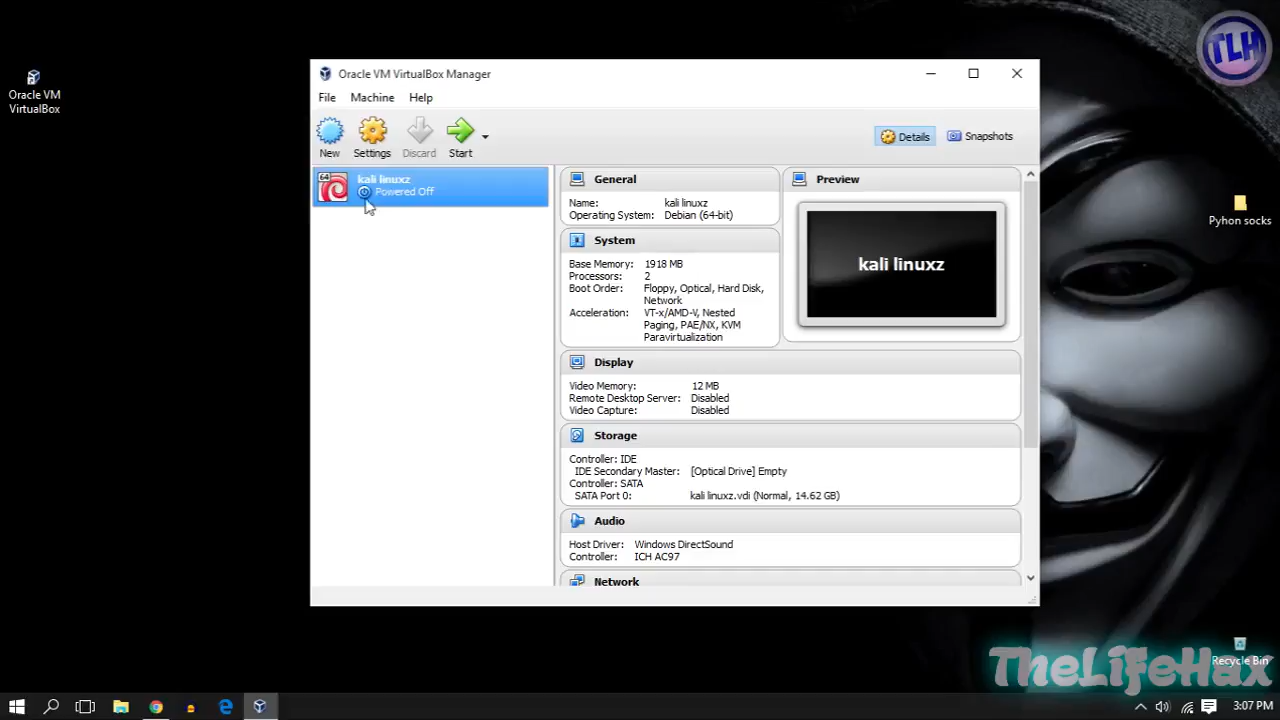 TLH
Oracle VM
VirtualBox
Oracle VM VirtualBox Manager
File Machine Help
New Settings Discard Start
Details Snapshots
64
kali linuxz
Powered Off
General
Name: kali linuxz
Operating System: Debian (64-bit)
Preview
kali linuxz
System
Base Memory: 1918 MB
Processors: 2
Boot Order: Floppy, Optical, Hard Disk,
Network
Acceleration: VT-x/AMD-V, Nested
Paging, PAE/NX, KVM
Paravirtualization
Display
Video Memory: 12 MB
Remote Desktop Server: Disabled
Video Capture: Disabled
Storage
Controller: IDE
IDE Secondary Master: [Optical Drive] Empty
Controller: SATA
SATA Port 0: kali linuxz.vdi (Normal, 14.62 GB)
Audio
Host Driver: Windows DirectSound
Controller: ICH AC97
Network
Pyhon socks
Recycle Bin
TheLifeHax
3:07 PM